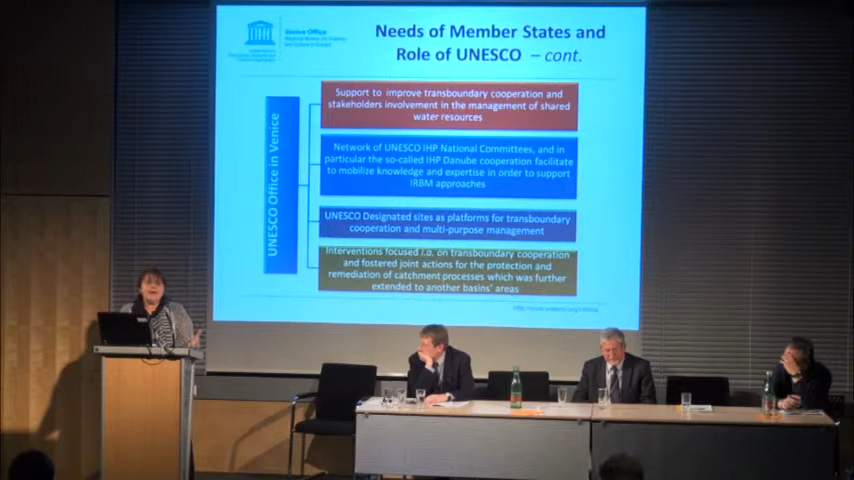 Venice Office
Needs of Member States and
Role of UNESCO – cont.
UNESCO Office in Venice
Support to improve transboundary cooperation and
stakeholders involvement in the management of shared
water resources
Network of UNESCO IHP National Committees, and in
particular the so-called IHP Danube cooperation facilitate
to mobilize knowledge and expertise in order to support
IRBM approaches
UNESCO Designated sites as platforms for transboundary
cooperation and multi-purpose management
Interventions focused i.a. on transboundary cooperation
and fostered joint actions for the protection and
remediation of catchment processes which was further
extended to another basins' areas